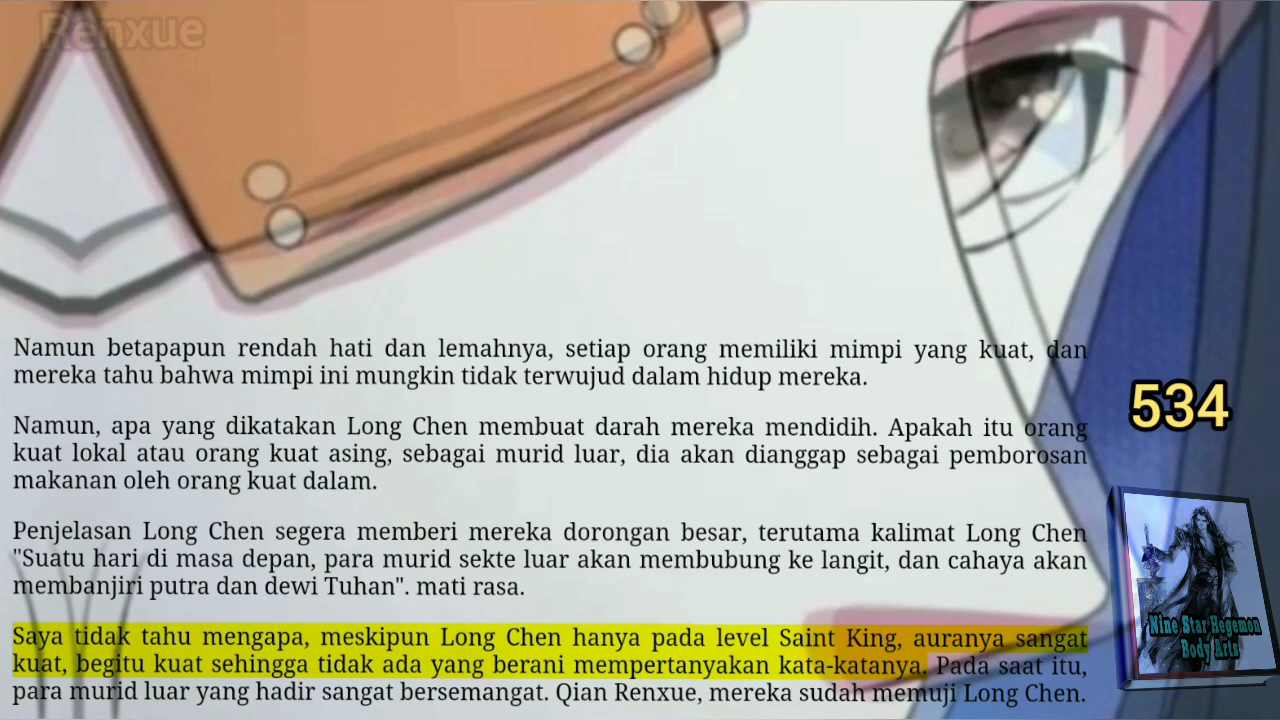 Renxue
Namun betapapun rendah hati dan lemahnya, setiap orang memiliki mimpi yang kuat, dan
mereka tahu bahwa mimpi ini mungkin tidak terwujud dalam hidup mereka.
Namun, apa yang dikatakan Long Chen membuat darah mereka mendidih. Apakah itu orang
kuat lokal atau orang kuat asing, sebagai murid luar, dia akan dianggap sebagai pemborosan
makanan oleh orang kuat dalam.
Penjelasan Long Chen segera memberi mereka dorongan besar, terutama kalimat Long Chen
"Suatu hari di masa depan, para murid sekte luar akan membubung ke langit, dan cahaya akan
membanjiri putra dan dewi Tuhan". mati rasa.
Saya tidak tahu mengapa, meskipun Long Chen hanya pada level Saint King, auranya sangat
kuat, begitu kuat sehingga tidak ada yang berani mempertanyakan kata-katanya. Pada saat itu,
para murid luar yang hadir sangat bersemangat. Qian Renxue, mereka sudah memuji Long Chen.
534
Nine Star Hegemon
Body Arts